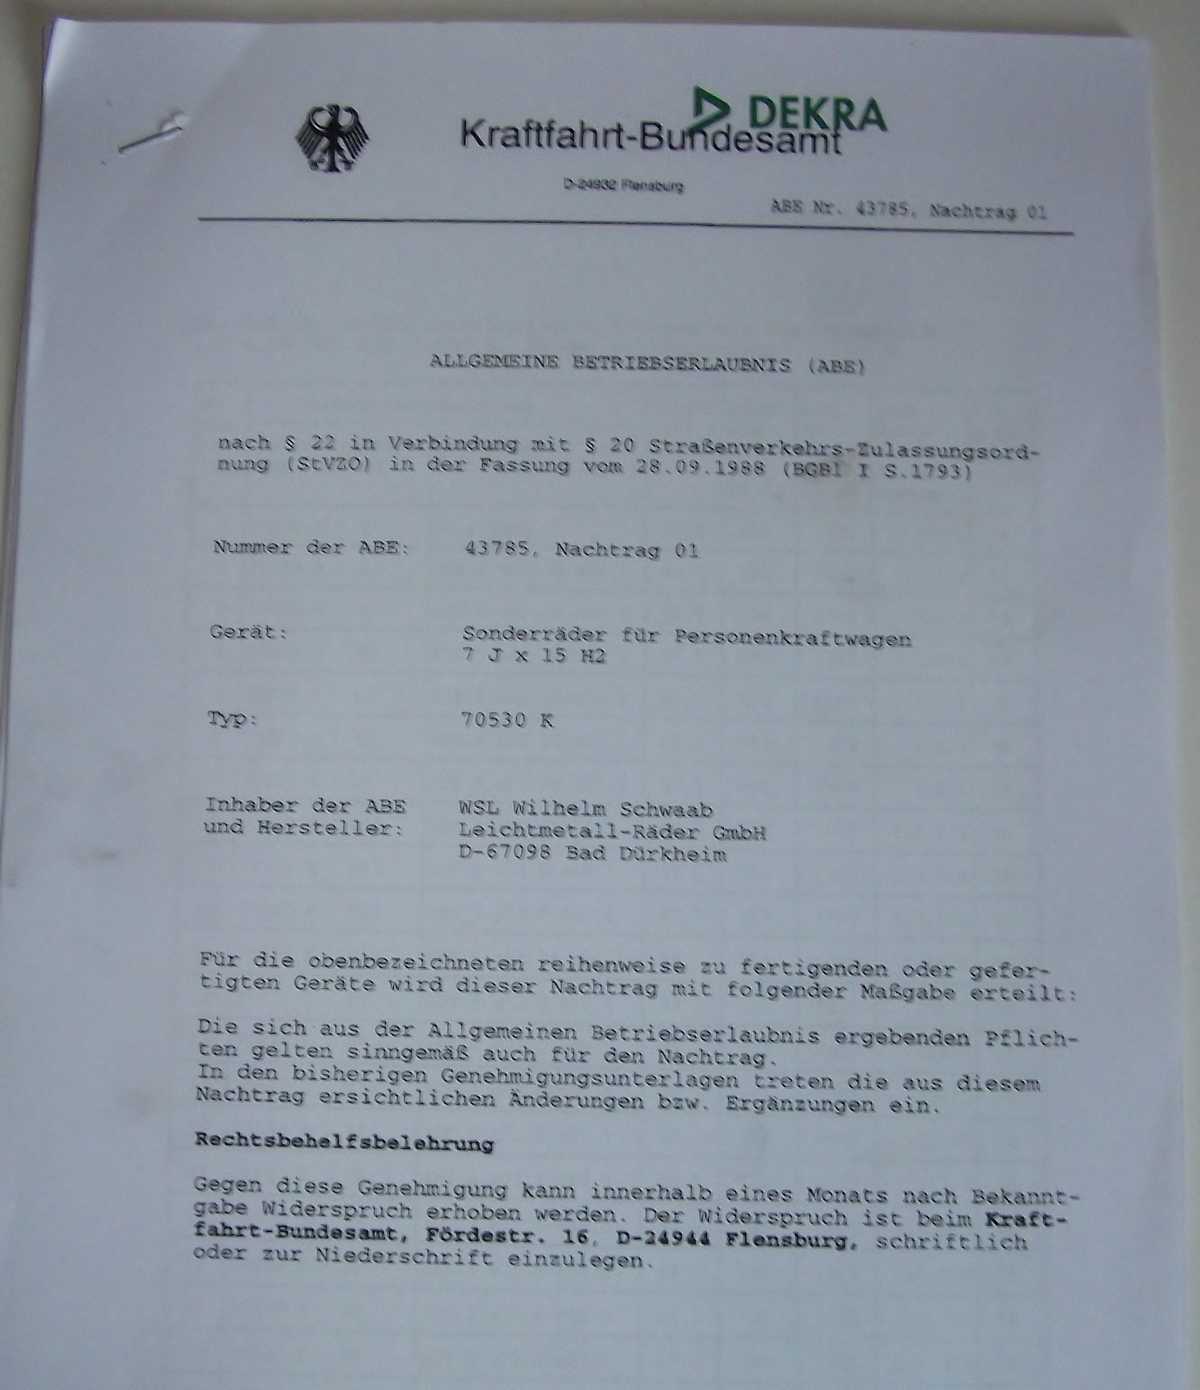 DEKRA
Kraftfahrt-Bundesamt
D-24932 Flensburg
ABE Nr. 43785, Nachtrag 01
ALLGEMEINE BETRIEBSERLAUBNIS (ABE)
nach § 22 in Verbindung mit § 20 Straßenverkehrs-Zulassungsord-
nung (StVZO) in der Fassung vom 28.09.1988 (BGBl I S.1793)
Nummer der ABE: 43785, Nachtrag 01
Gerät: Sonderräder für Personenkraftwagen
7 J x 15 H2
Typ: 70530 K
Inhaber der ABE WSL Wilhelm Schwaab
und Hersteller: Leichtmetall-Räder GmbH
D-67098 Bad Dürkheim
Für die obenbezeichneten reihenweise zu fertigenden oder gefer-
tigten Geräte wird dieser Nachtrag mit folgender Maßgabe erteilt:
Die sich aus der Allgemeinen Betriebserlaubnis ergebenden Pflich-
ten gelten sinngemäß auch für den Nachtrag.
In den bisherigen Genehmigungsunterlagen treten die aus diesem
Nachtrag ersichtlichen Änderungen bzw. Ergänzungen ein.
Rechtsbehelfsbelehrung
Gegen diese Genehmigung kann innerhalb eines Monats nach Bekannt-
gabe Widerspruch erhoben werden. Der Widerspruch ist beim Kraft-
fahrt-Bundesamt, Fördestr. 16, D-24944 Flensburg, schriftlich
oder zur Niederschrift einzulegen.